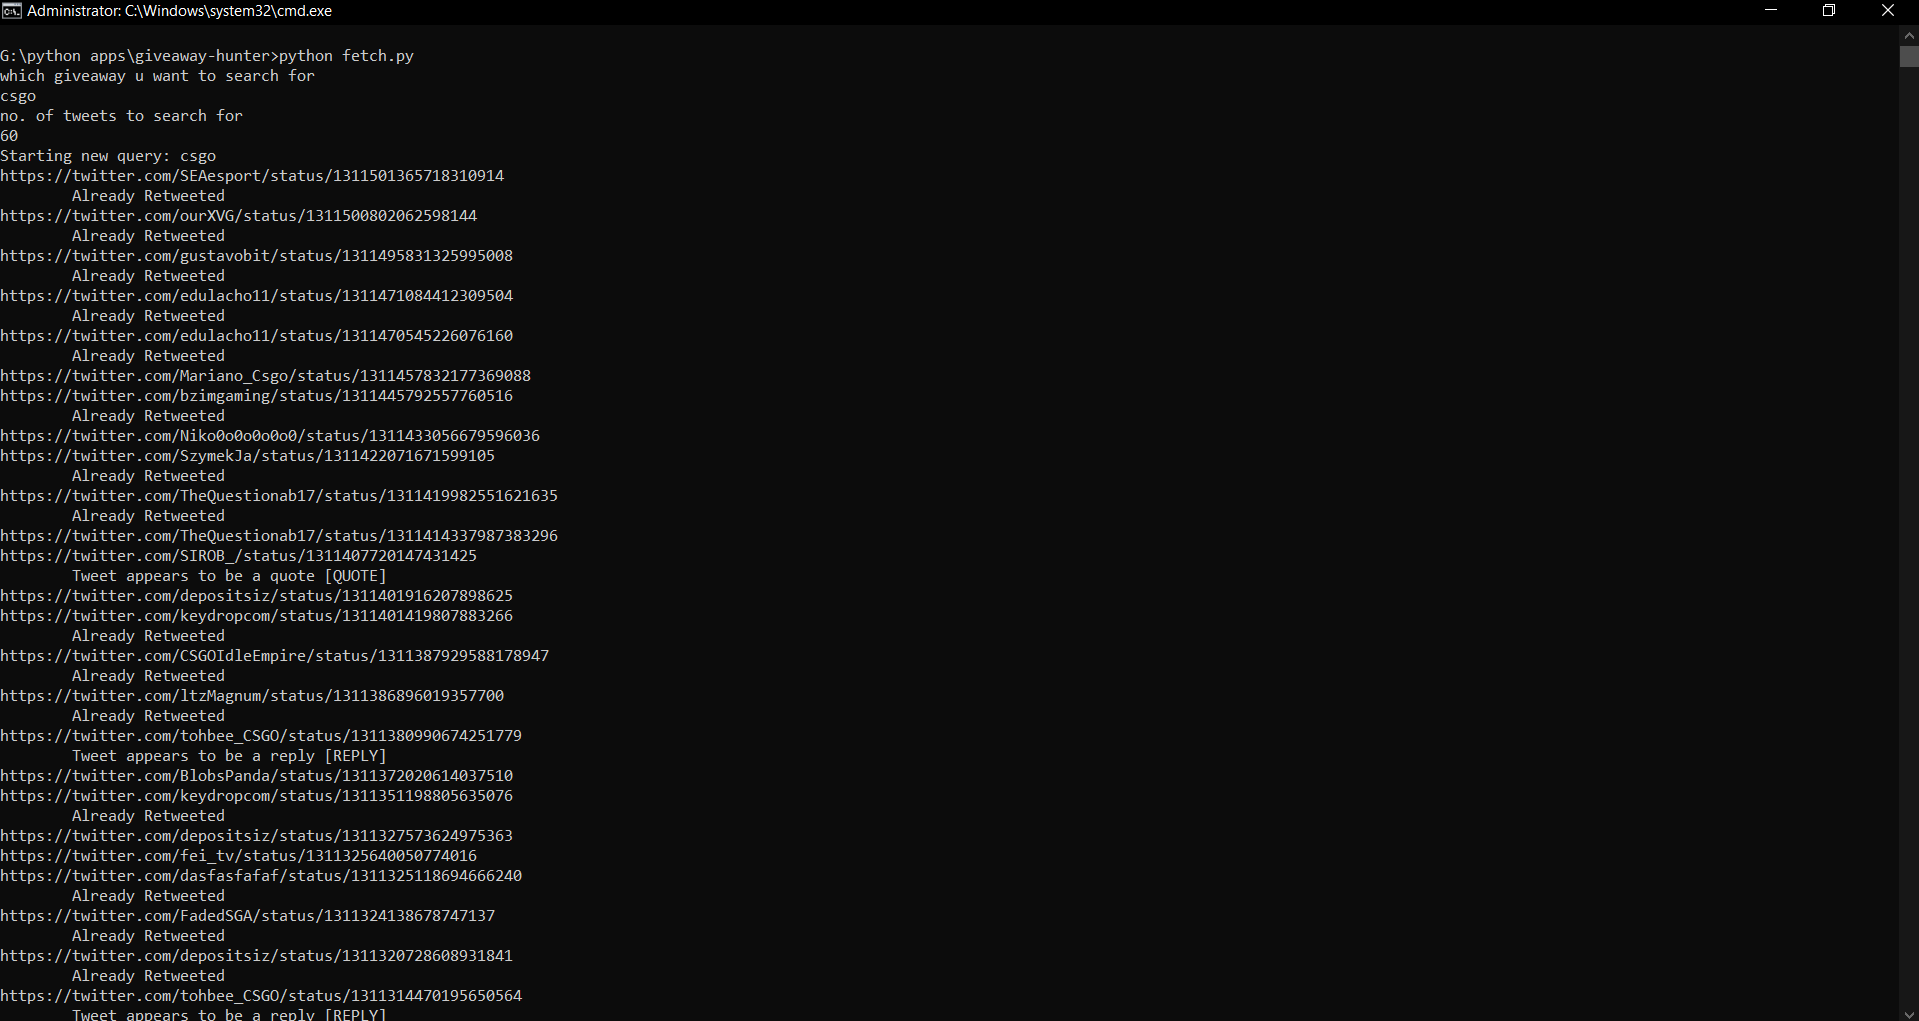 Administrator: C:\Windows\system32\cmd.exe
G:\python apps\giveaway-hunter>python fetch.py
which giveaway u want to search for
csgo
no. of tweets to search for
60
Starting new query: csgo
https://twitter.com/SEAesport/status/1311501365718310914
Already Retweeted
https://twitter.com/ourXVG/status/1311500802062598144
Already Retweeted
https://twitter.com/gustavobit/status/1311495831325995008
Already Retweeted
https://twitter.com/edulacho11/status/1311471084412309504
Already Retweeted
https://twitter.com/edulacho11/status/1311470545226076160
Already Retweeted
https://twitter.com/Mariano_Csgo/status/1311457832177369088
https://twitter.com/bzimgaming/status/1311445792557760516
Already Retweeted
https://twitter.com/Niko0o0o0o0o0/status/1311433056679596036
https://twitter.com/SzymekJa/status/1311422071671599105
Already Retweeted
https://twitter.com/TheQuestionab17/status/1311419982551621635
Already Retweeted
https://twitter.com/TheQuestionab17/status/1311414337987383296
https://twitter.com/SIROB_/status/1311407720147431425
Tweet appears to be a quote [QUOTE]
https://twitter.com/depositsiz/status/1311401916207898625
https://twitter.com/keydropcom/status/1311401419807883266
Already Retweeted
https://twitter.com/CSGOIdleEmpire/status/1311387929588178947
Already Retweeted
https://twitter.com/ltzMagnum/status/1311386896019357700
Already Retweeted
https://twitter.com/tohbee_CSGO/status/1311380990674251779
Tweet appears to be a reply [REPLY]
https://twitter.com/BlobsPanda/status/1311372020614037510
https://twitter.com/keydropcom/status/1311351198805635076
Already Retweeted
https://twitter.com/depositsiz/status/1311327573624975363
https://twitter.com/fei_tv/status/1311325640050774016
https://twitter.com/dasfasfafaf/status/1311325118694666240
Already Retweeted
https://twitter.com/FadedSGA/status/1311324138678747137
Already Retweeted
https://twitter.com/depositsiz/status/1311320728608931841
Already Retweeted
https://twitter.com/tohbee_CSGO/status/1311314470195650564
Tweet appears to be a reply [REPLY]